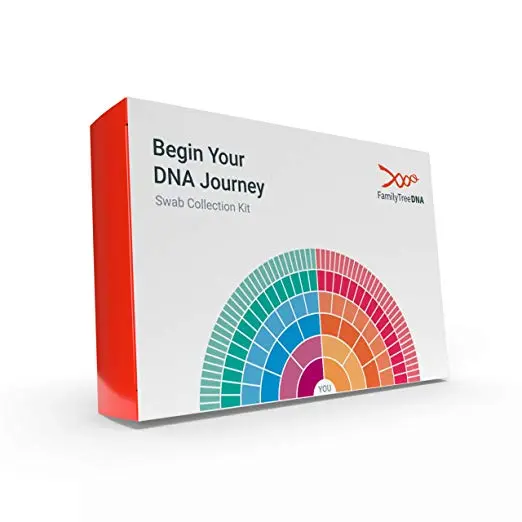 Begin Your
DNA Journey
Swab Collection Kit
FamilyTreeDNA
YOU